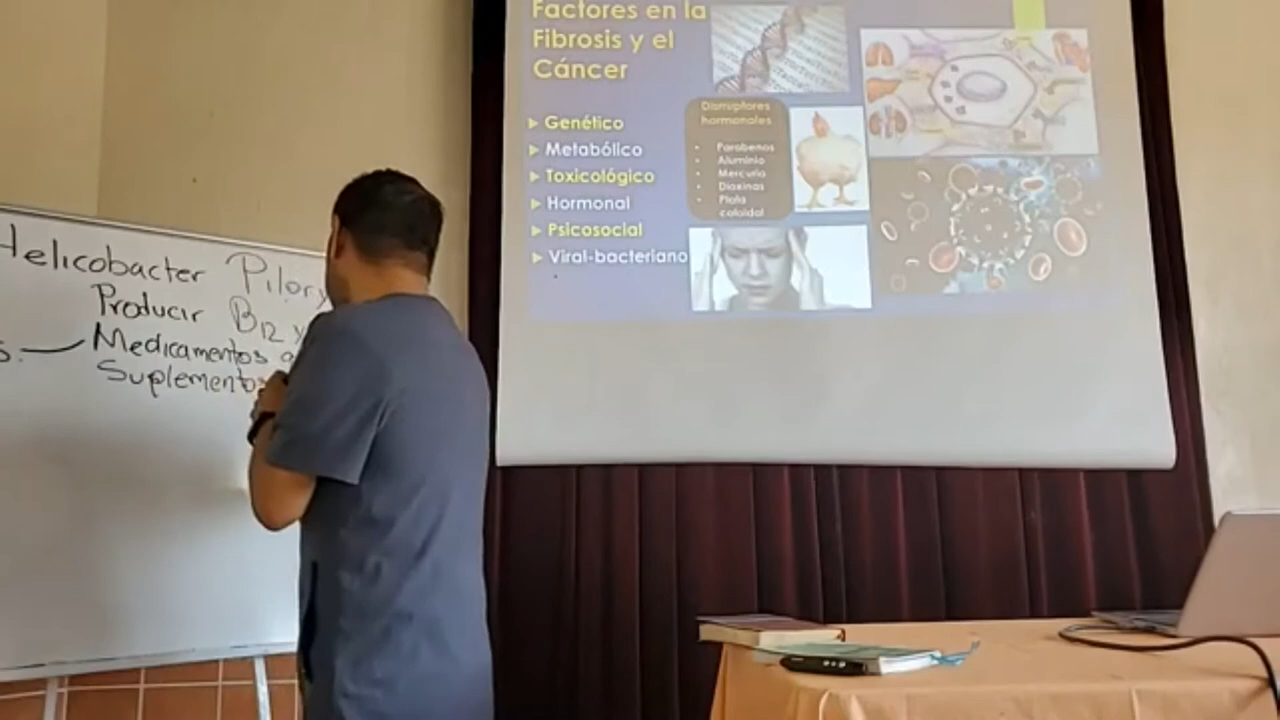 Helicobacter Pilory
Producir B12 y
s. Medicamentos a
Suplementos
Factores en la
Fibrosis y el
Cáncer
Genético
Metabólico
Toxicológico
Hormonal
Psicosocial
Viral-bacteriano
Disruptores
hormonales
Parabenos
Aluminio
Mercurio
Dioxinas
Plata
coloidal